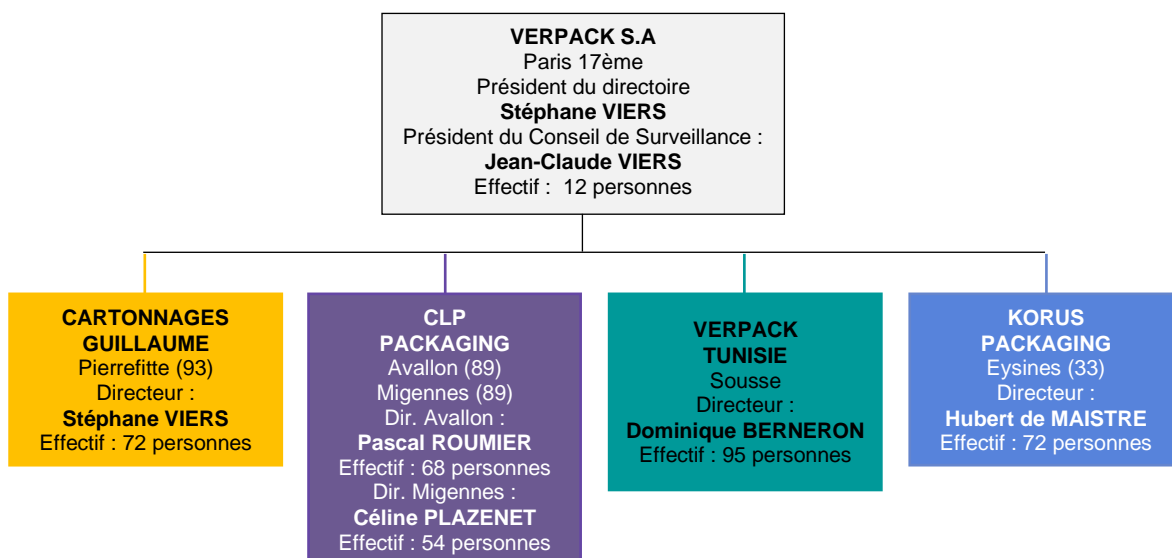 VERPACK S.A
Paris 17ème
Président du directoire
Stéphane VIERS
Président du Conseil de Surveillance :
Jean-Claude VIERS
Effectif : 12 personnes
CARTONNAGES
GUILLAUME
Pierrefitte (93)
Directeur :
Stéphane VIERS
Effectif : 72 personnes
CLP
PACKAGING
Avallon (89)
Migennes (89)
Dir. Avallon :
Pascal ROUMIER
Effectif : 68 personnes
Dir. Migennes :
Céline PLAZENET
Effectif : 54 personnes
VERPACK
TUNISIE
Sousse
Directeur :
Dominique BERNERON
Effectif : 95 personnes
KORUS
PACKAGING
Eysines (33)
Directeur :
Hubert de MAISTRE
Effectif : 72 personnes